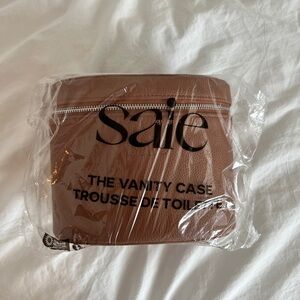 saie
THE VANITY CASE
TROUSSE DE TOILETTE